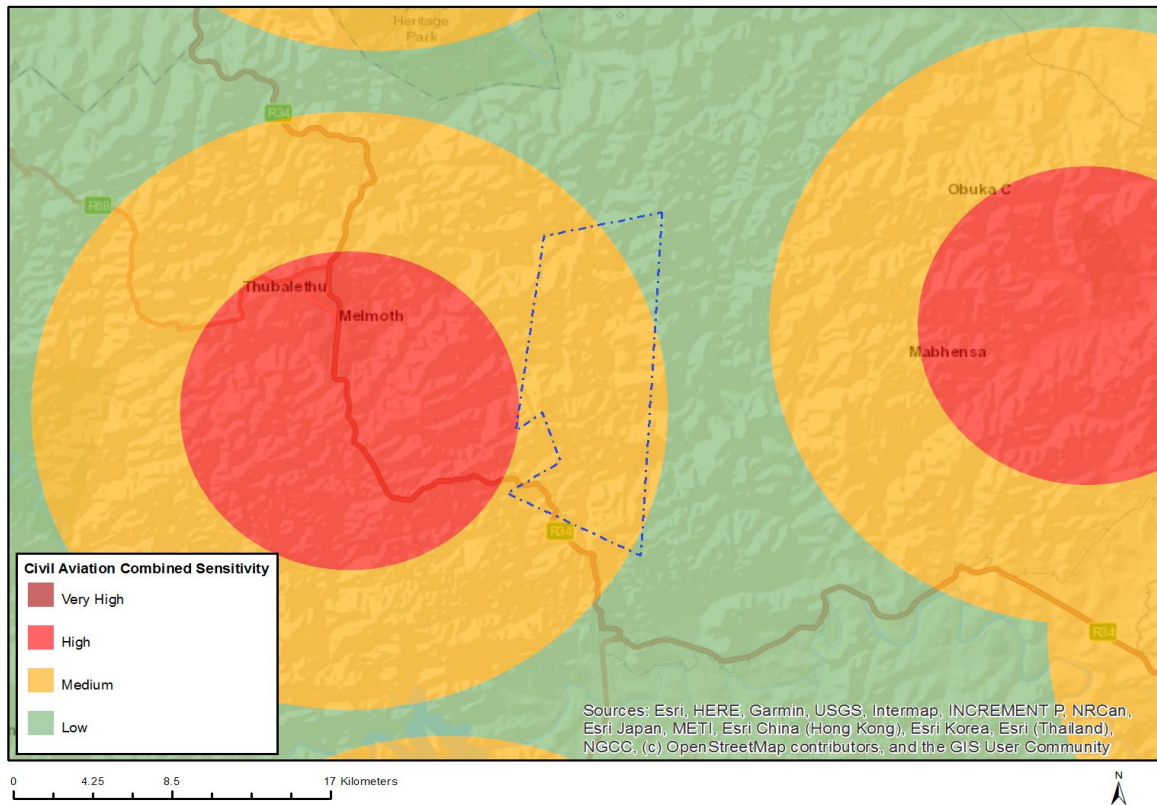 Heritage
Park
R34
R68
Obuka C
Thubalethu
Melmoth
Mabhensa
R34
R34
Civil Aviation Combined Sensitivity
Very High
High
Medium
Low
Sources: Esri, HERE, Garmin, USGS, Intermap, INCREMENT P, NRCan,
Esri Japan, METI, Esri China (Hong Kong), Esri Korea, Esri (Thailand),
NGCC, (c) OpenStreetMap contributors, and the GIS User Community
0 4.25 8.5 17 Kilometers
N